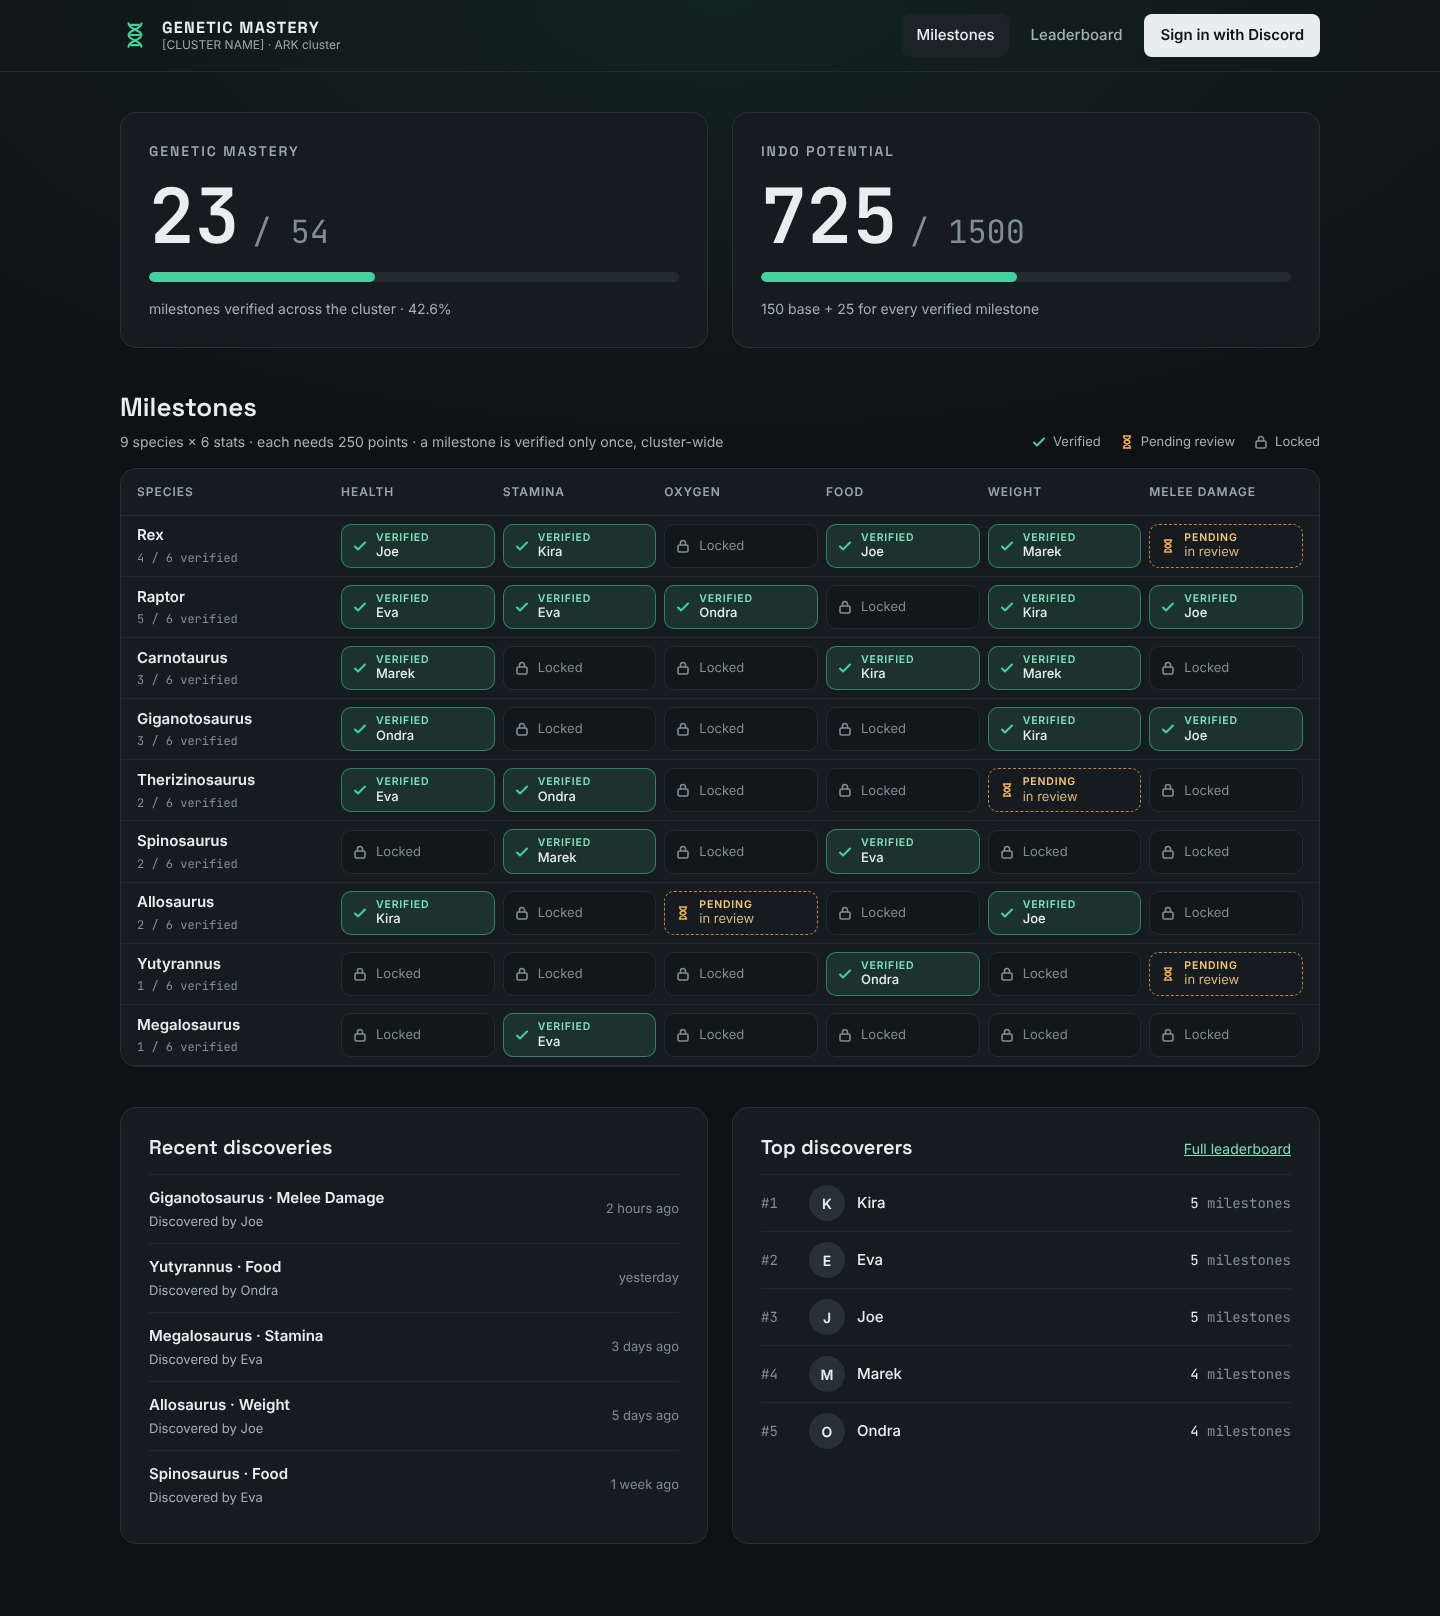 GENETIC MASTERY
[CLUSTER NAME] · ARK cluster
Milestones
Leaderboard
Sign in with Discord
GENETIC MASTERY
23 / 54
milestones verified across the cluster · 42.6%
INDO POTENTIAL
725 / 1500
150 base + 25 for every verified milestone
Milestones
9 species × 6 stats · each needs 250 points · a milestone is verified only once, cluster-wide
Verified
Pending review
Locked
SPECIES HEALTH STAMINA OXYGEN FOOD WEIGHT MELEE DAMAGE
Rex
4 / 6 verified
VERIFIED
Joe
VERIFIED
Kira
Locked
VERIFIED
Joe
VERIFIED
Marek
PENDING
in review
Raptor
5 / 6 verified
VERIFIED
Eva
VERIFIED
Eva
VERIFIED
Ondra
Locked
VERIFIED
Kira
VERIFIED
Joe
Carnotaurus
3 / 6 verified
VERIFIED
Marek
Locked
Locked
VERIFIED
Kira
VERIFIED
Marek
Locked
Giganotosaurus
3 / 6 verified
VERIFIED
Ondra
Locked
Locked
Locked
VERIFIED
Kira
VERIFIED
Joe
Therizinosaurus
2 / 6 verified
VERIFIED
Eva
VERIFIED
Ondra
Locked
Locked
PENDING
in review
Locked
Spinosaurus
2 / 6 verified
Locked
VERIFIED
Marek
Locked
VERIFIED
Eva
Locked
Locked
Allosaurus
2 / 6 verified
VERIFIED
Kira
Locked
PENDING
in review
Locked
VERIFIED
Joe
Locked
Yutyrannus
1 / 6 verified
Locked
Locked
Locked
VERIFIED
Ondra
Locked
PENDING
in review
Megalosaurus
1 / 6 verified
Locked
VERIFIED
Eva
Locked
Locked
Locked
Locked
Recent discoveries
Giganotosaurus · Melee Damage
Discovered by Joe
2 hours ago
Yutyrannus · Food
Discovered by Ondra
yesterday
Megalosaurus · Stamina
Discovered by Eva
3 days ago
Allosaurus · Weight
Discovered by Joe
5 days ago
Spinosaurus · Food
Discovered by Eva
1 week ago
Top discoverers
Full leaderboard
#1 K Kira 5 milestones
#2 E Eva 5 milestones
#3 J Joe 5 milestones
#4 M Marek 4 milestones
#5 O Ondra 4 milestones